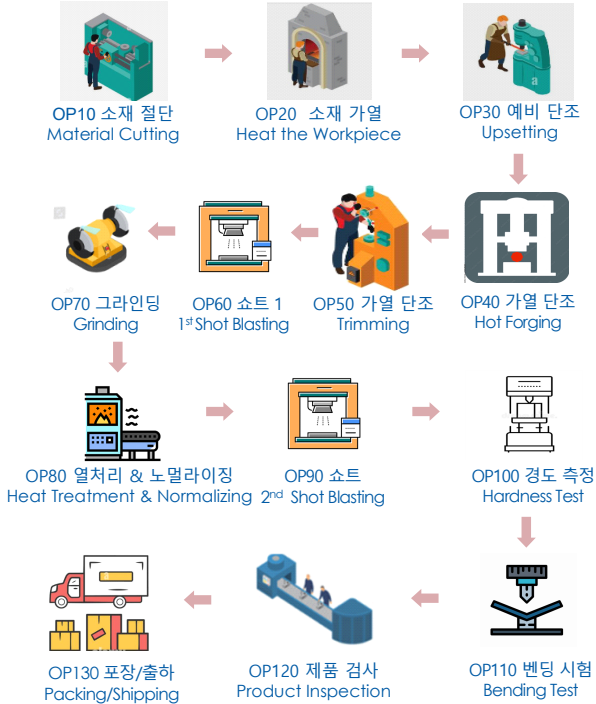 OP10 소재 절단
Material Cutting
OP20 소재 가열
Heat the Workpiece
OP30 예비 단조
Upsetting
OP40 가열 단조
Hot Forging
OP50 가열 단조
Trimming
OP60 쇼트 1
1st Shot Blasting
OP70 그라인딩
Grinding
OP80 열처리 & 노멀라이징
Heat Treatment & Normalizing
OP90 쇼트
2nd Shot Blasting
OP100 경도 측정
Hardness Test
OP110 벤딩 시험
Bending Test
OP120 제품 검사
Product Inspection
OP130 포장/출하
Packing/Shipping